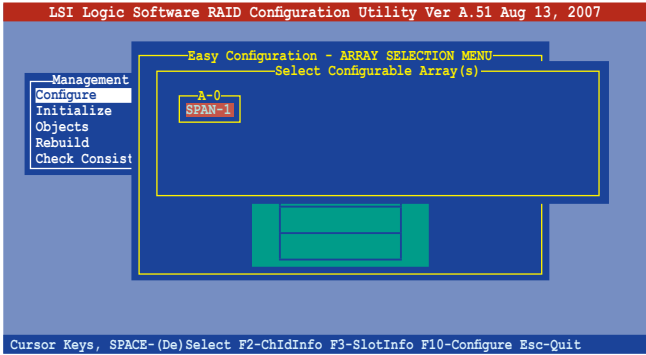 LSI Logic Software RAID Configuration Utility Ver A.51 Aug 13, 2007
Easy Configuration - ARRAY SELECTION MENU
Select Configurable Array(s)
Management
Configure
Initialize
Objects
Rebuild
Check Consist
A-0
SPAN-1
Cursor Keys, SPACE-(De)Select F2-ChIdInfo F3-SlotInfo F10-Configure Esc-Quit